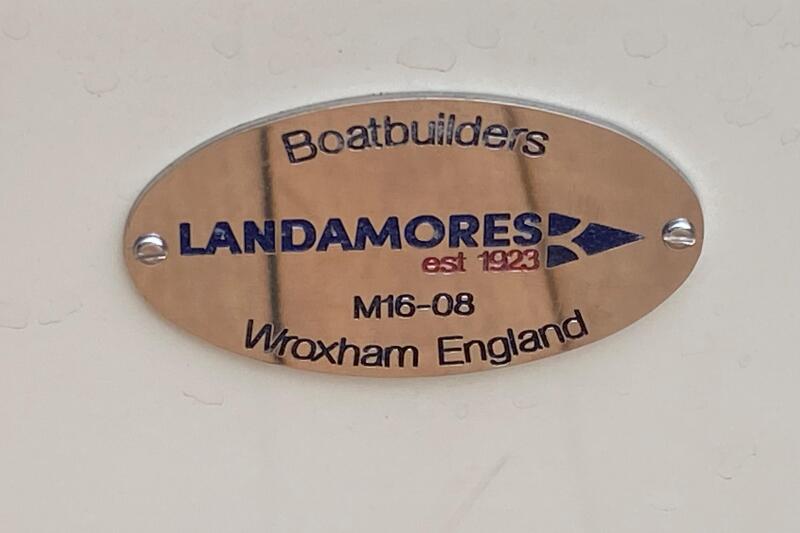 Boatbuilders
LANDAMORES
est 1923
M16-08
Wroxham England